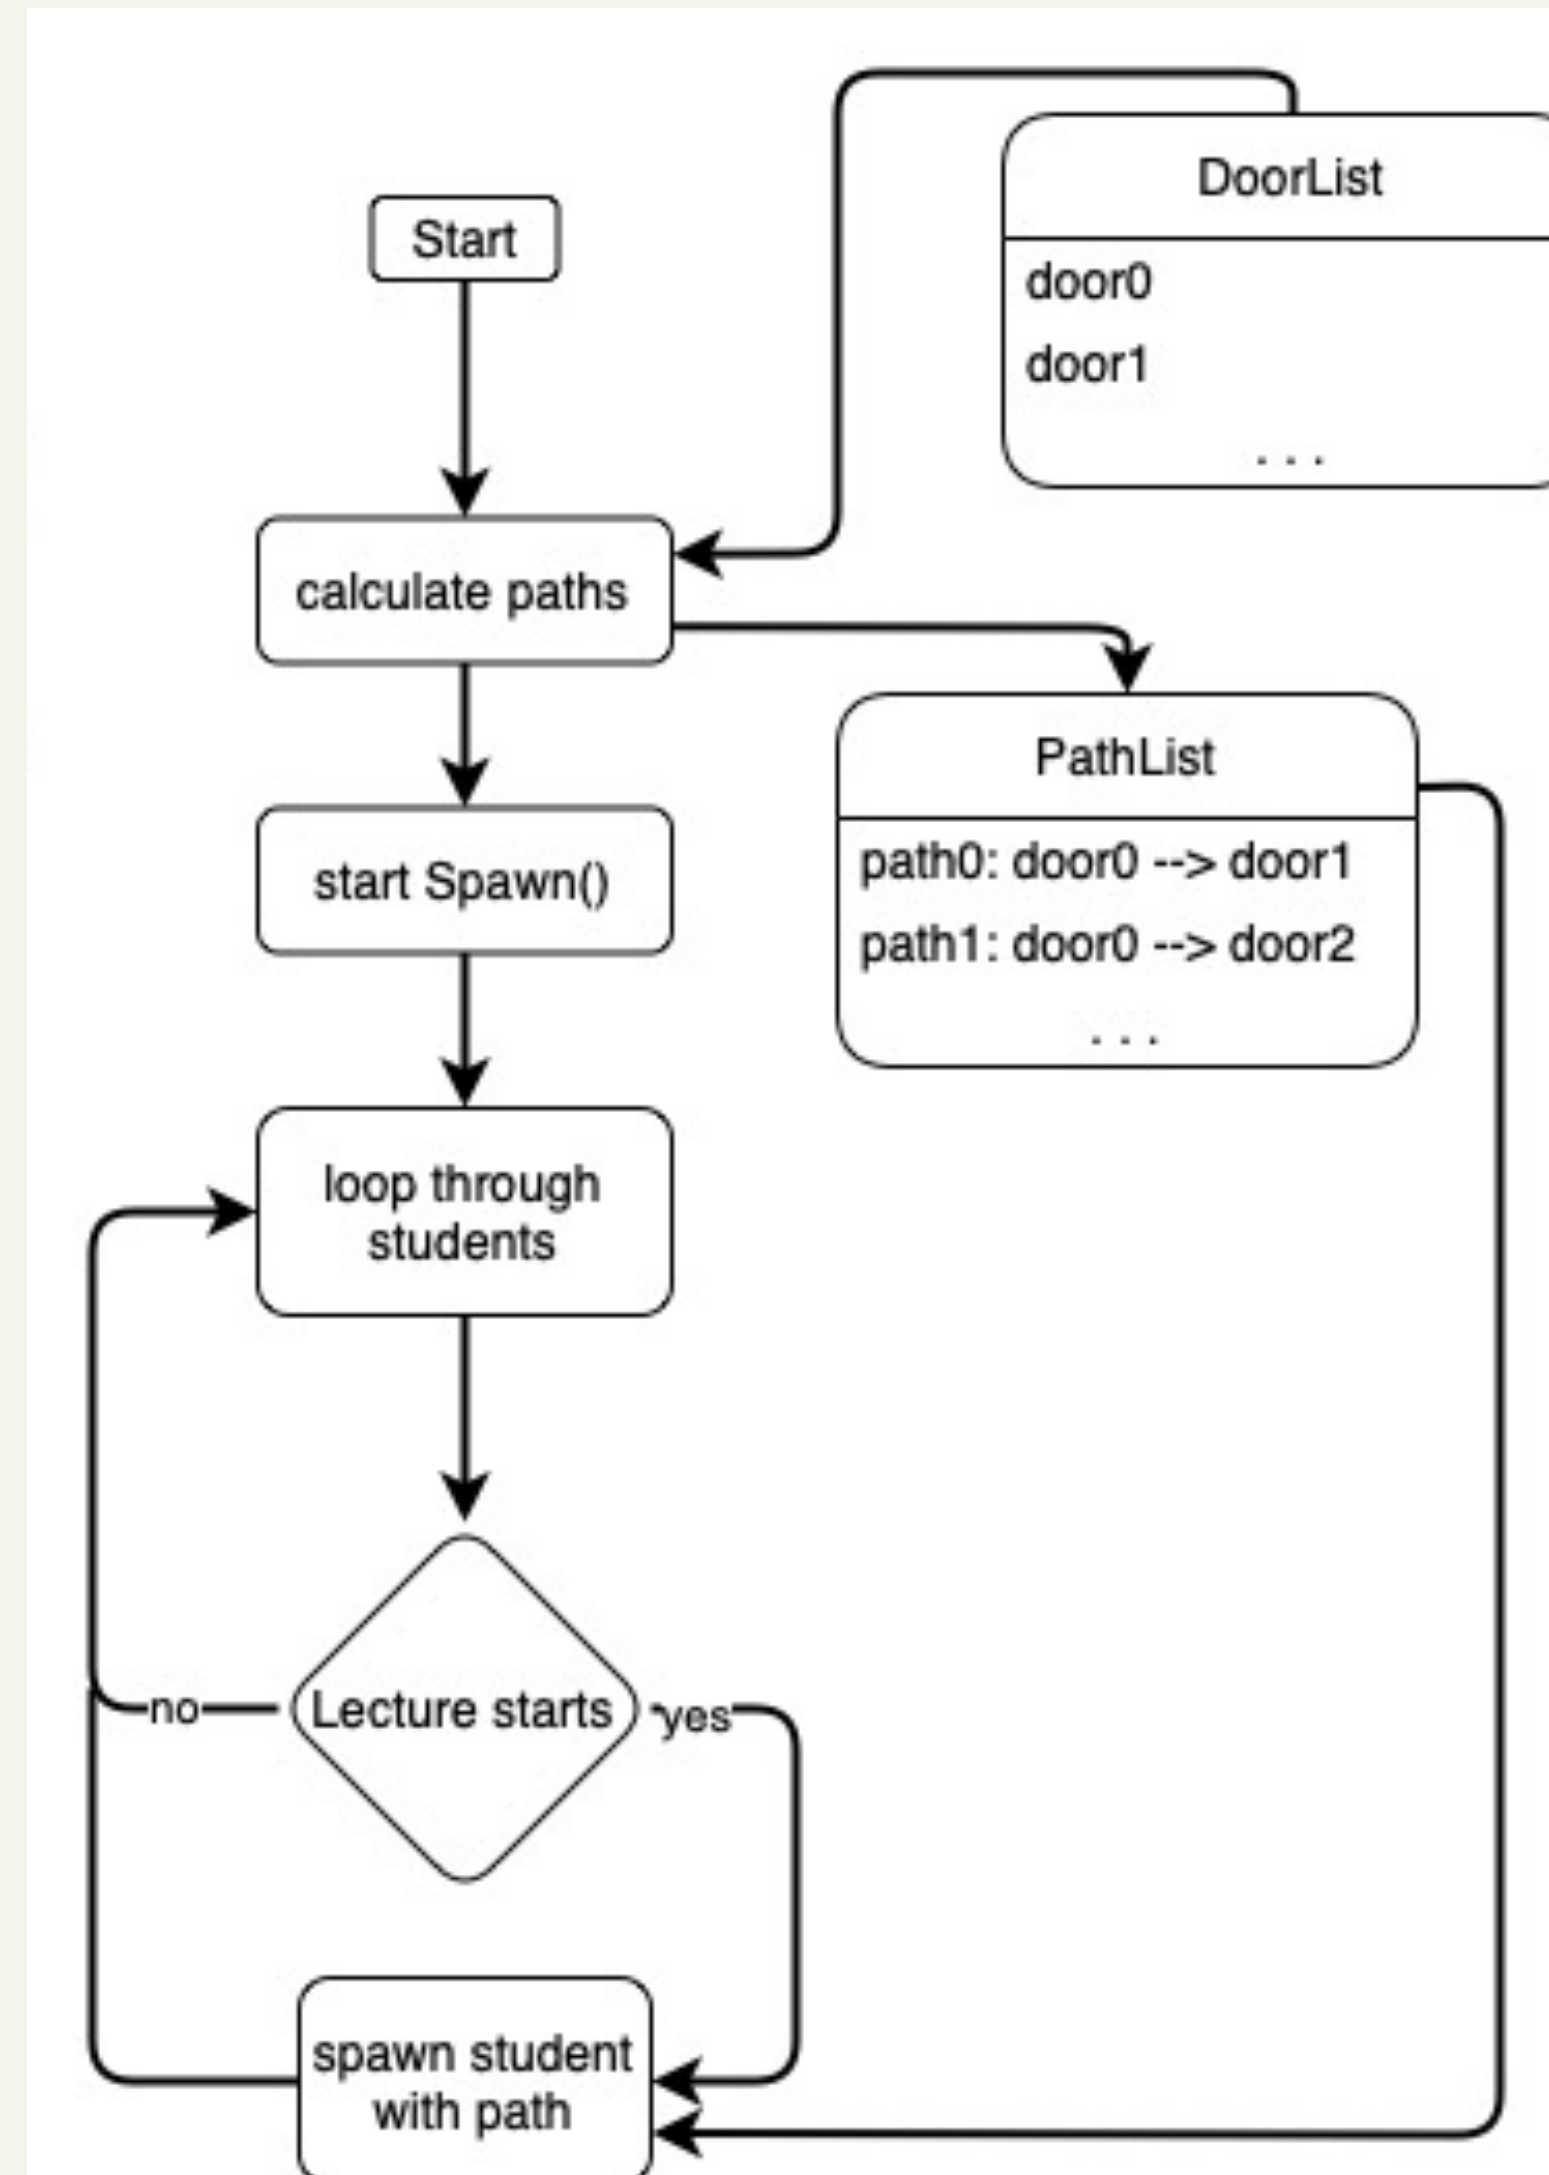 DoorList
door0
door1
. . .
Start
calculate paths
PathList
path0: door0 --> door1
path1: door0 --> door2
. . .
start Spawn()
loop through
students
Lecture starts
no
yes
spawn student
with path